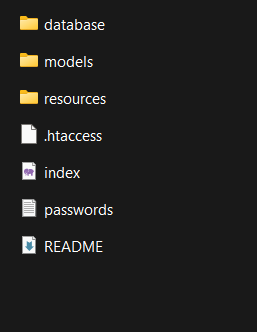 database
models
resources
.htaccess
index
passwords
README